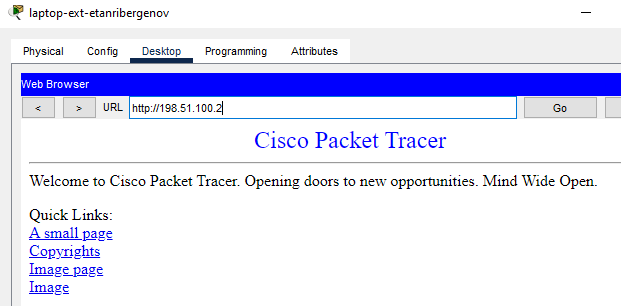 laptop-ext-etanribergenov
Physical Config Desktop Programming Attributes
Web Browser
< > URL http://198.51.100.2 Go
Cisco Packet Tracer
Welcome to Cisco Packet Tracer. Opening doors to new opportunities. Mind Wide Open.
Quick Links:
A small page
Copyrights
Image page
Image